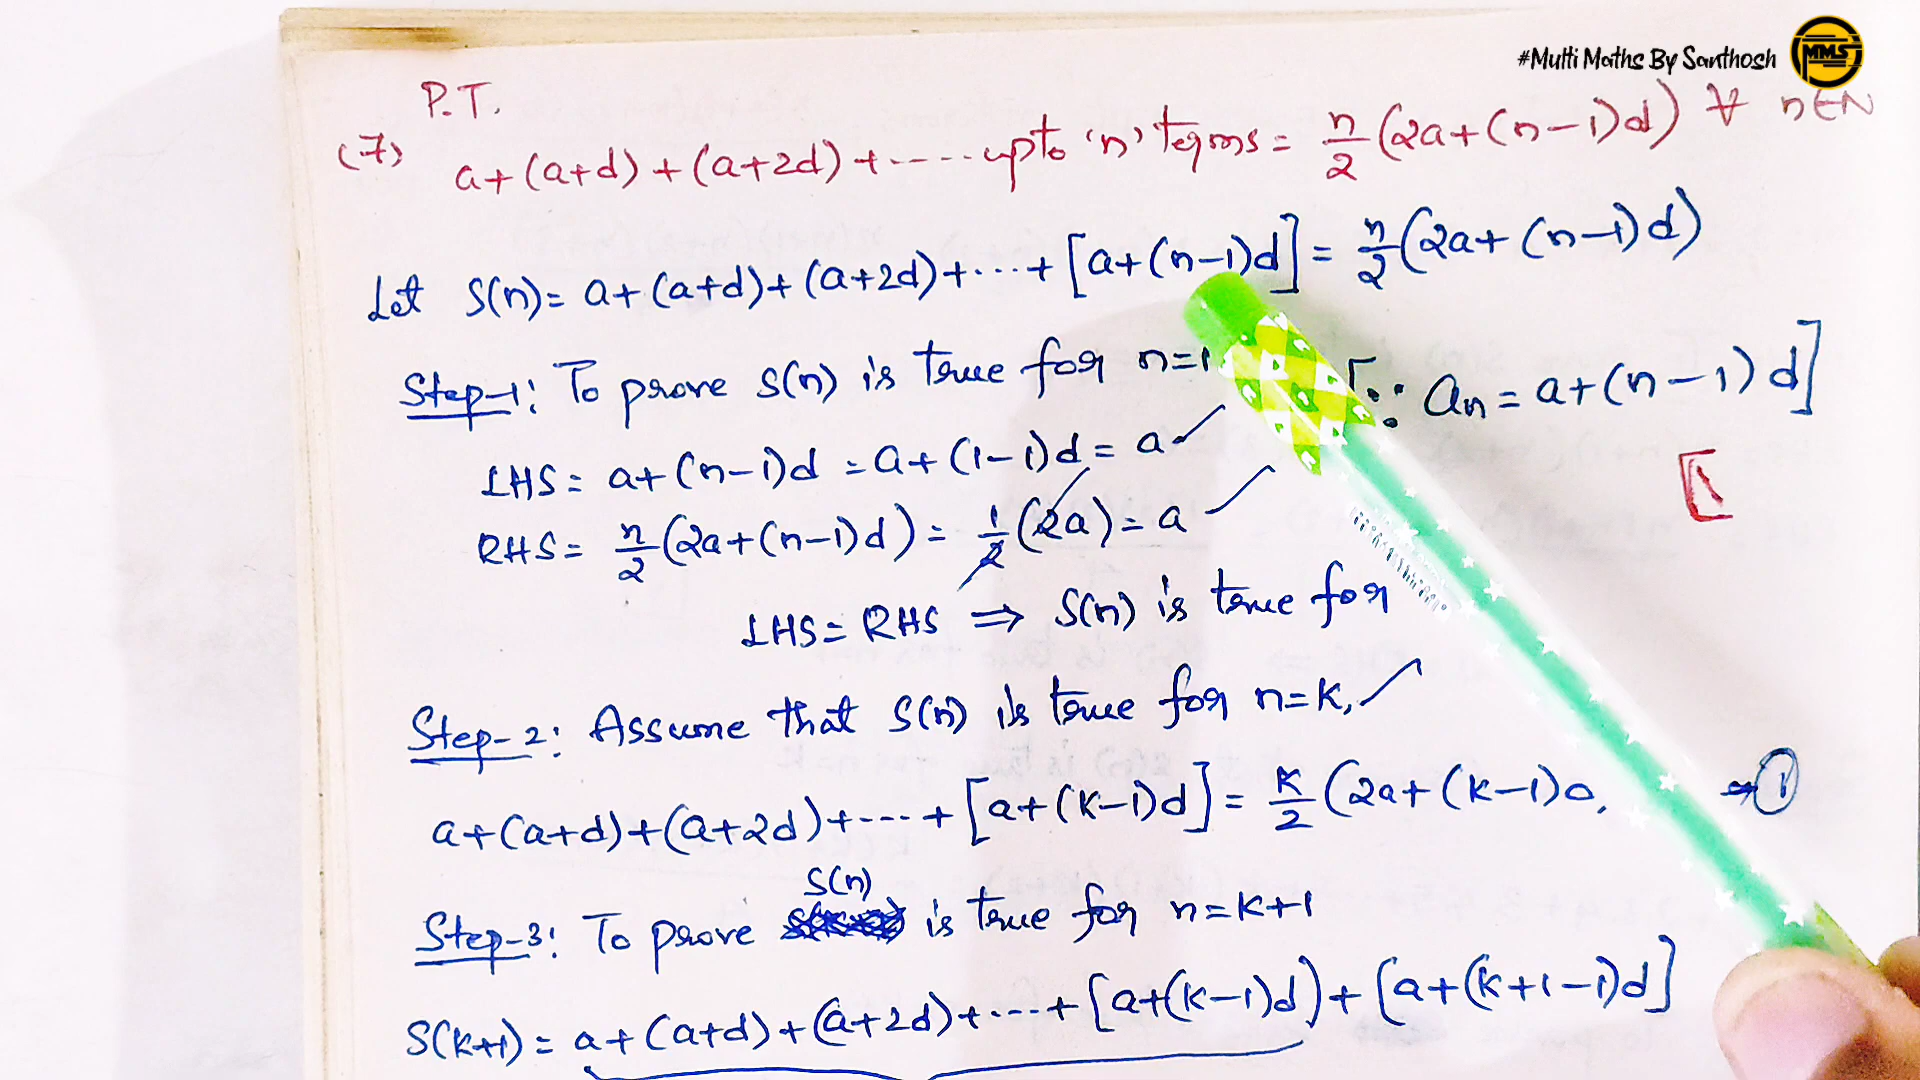 #Multi Maths By Santhosh
MMS
P.T.
(7) a+(a+d)+(a+2d)+----upto 'n' terms = n/2 (2a+(n-1)d) ∀ n∈N
Let S(n)= a+(a+d)+(a+2d)+---+[a+(n-1)d] = n/2 (2a+(n-1)d)
Step-1: To prove S(n) is true for n=1 [∵ an = a+(n-1)d]
LHS = a+(n-1)d = a+(1-1)d = a
RHS = n/2 (2a+(n-1)d) = 1/2 (2a) = a
LHS = RHS ⇒ S(n) is true for
Step-2: Assume that S(n) is true for n=k,
a+(a+d)+(a+2d)+---+[a+(k-1)d] = k/2 (2a+(k-1) → 1
S(n)
Step-3: To prove is true for n=k+1
S(k+1) = a+(a+d)+(a+2d)+---+[a+(k-1)d)+[a+(k+1-1)d]